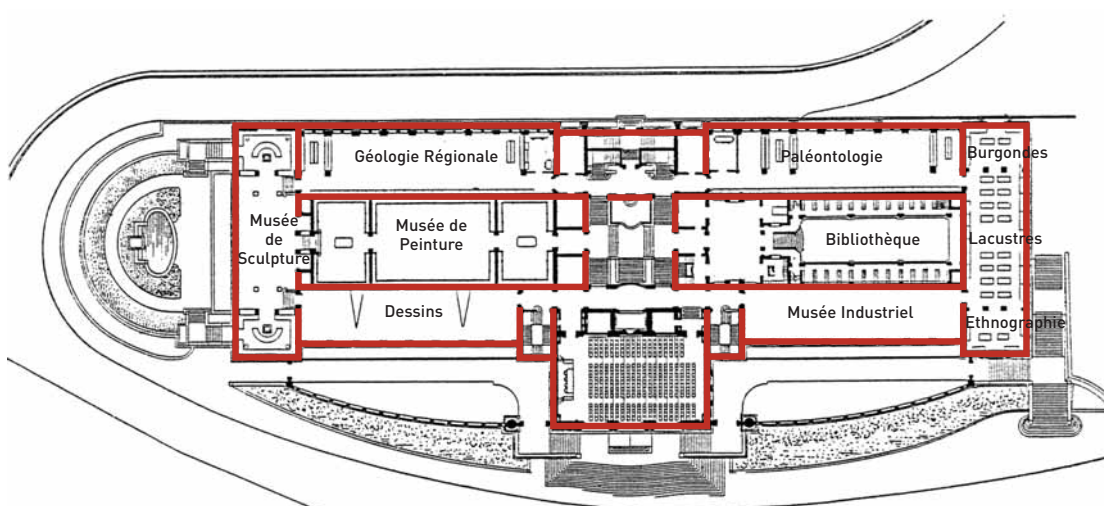 Géologie Régionale
Paléontologie
Burgondes
Musée
de
Sculpture
Musée de
Peinture
Bibliothèque
Lacustres
Dessins
Musée Industriel
Ethnographie